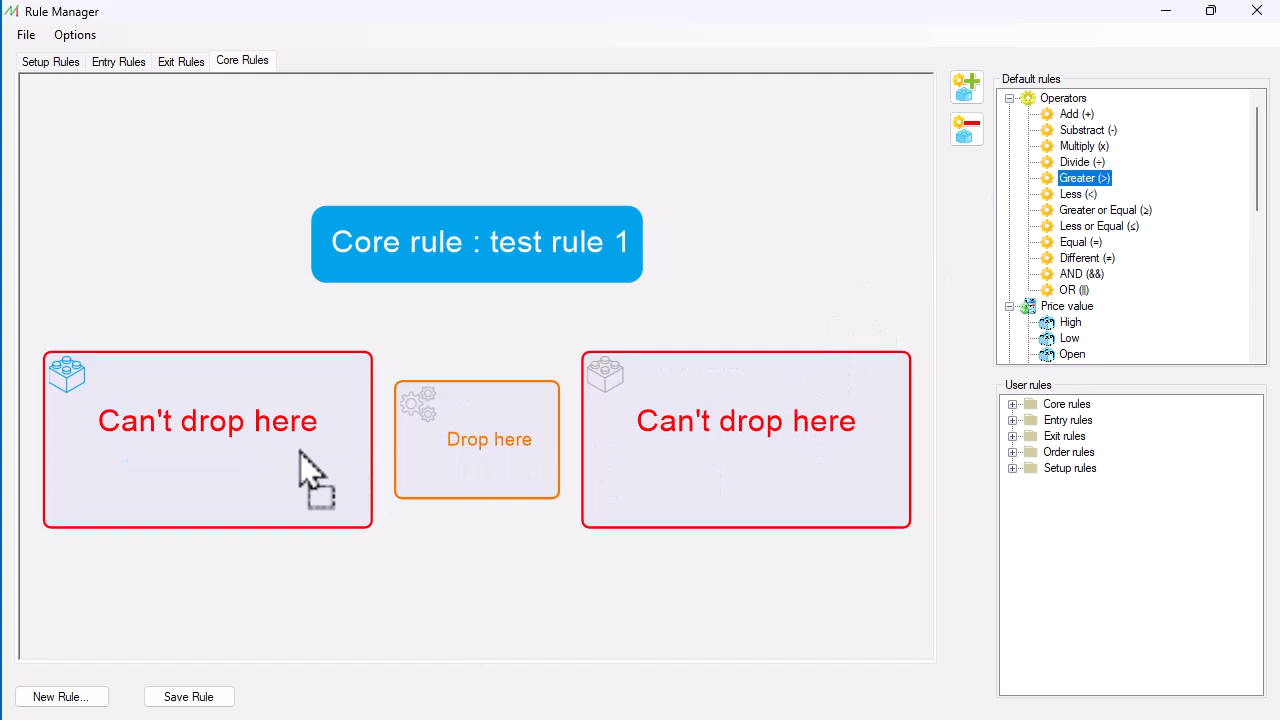 Rule Manager
File Options
Setup Rules Entry Rules Exit Rules Core Rules
Core rule : test rule 1
Can't drop here
Drop here
Can't drop here
New Rule... Save Rule
Default rules
Operators
Add (+)
Substract (-)
Multiply (x)
Divide (÷)
Greater (>)
Less (<)
Greater or Equal (≥)
Less or Equal (≤)
Equal (=)
Different (≠)
AND (&&)
OR (||)
Price value
High
Low
Open
User rules
Core rules
Entry rules
Exit rules
Order rules
Setup rules